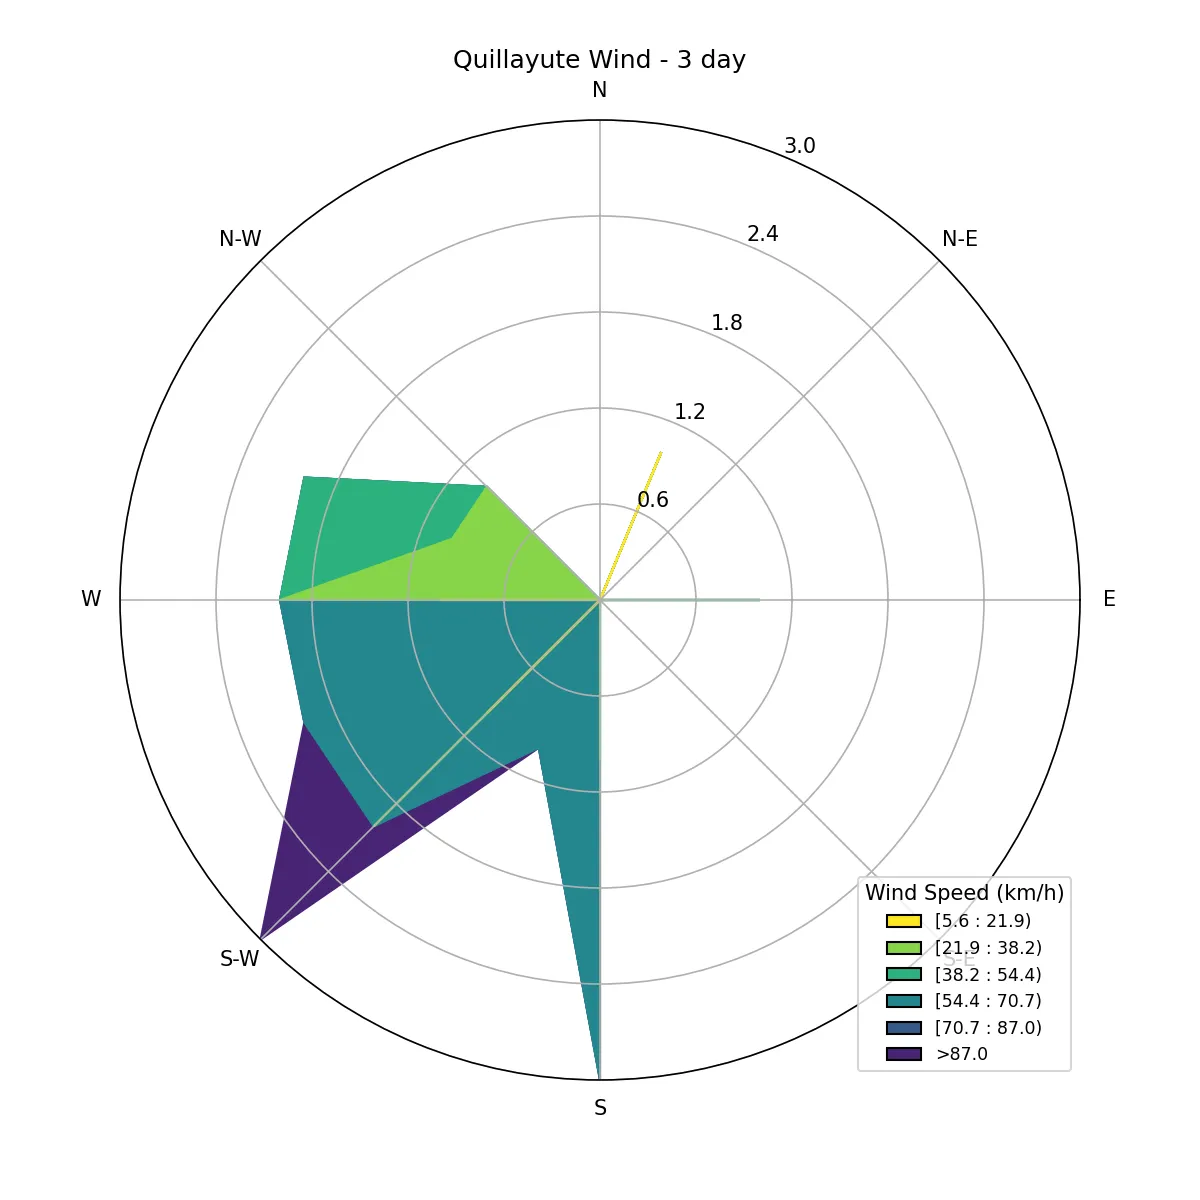 Quillayute Wind - 3 day
N
3.0
N-W
N-E
2.4
1.8
1.2
0.6
W
E
S-W
S-E
S
Wind Speed (km/h)
[5.6 : 21.9)
[21.9 : 38.2)
[38.2 : 54.4)
[54.4 : 70.7)
[70.7 : 87.0)
>87.0